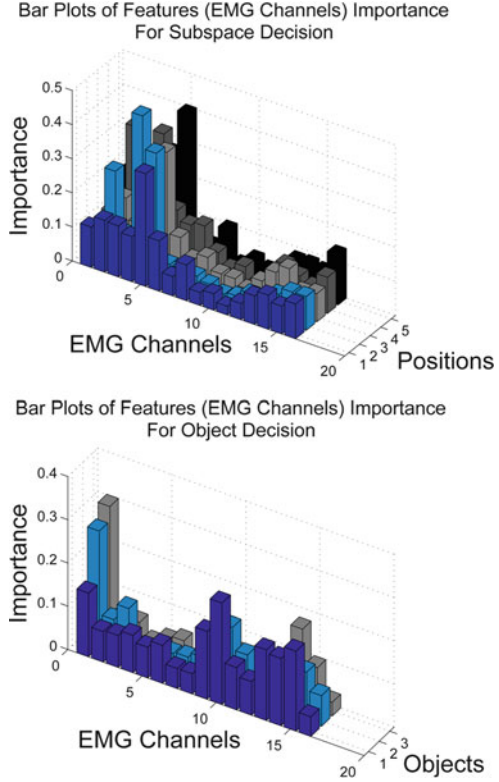 Bar Plots of Features (EMG Channels) Importance
For Subspace Decision
0.5
0.4
0.3
0.2
0.1
0
Importance
0
5
10
15
20
EMG Channels
1
2
3
4
5
Positions
Bar Plots of Features (EMG Channels) Importance
For Object Decision
0.4
0.3
0.2
0.1
0
Importance
0
5
10
15
20
EMG Channels
1
2
3
Objects